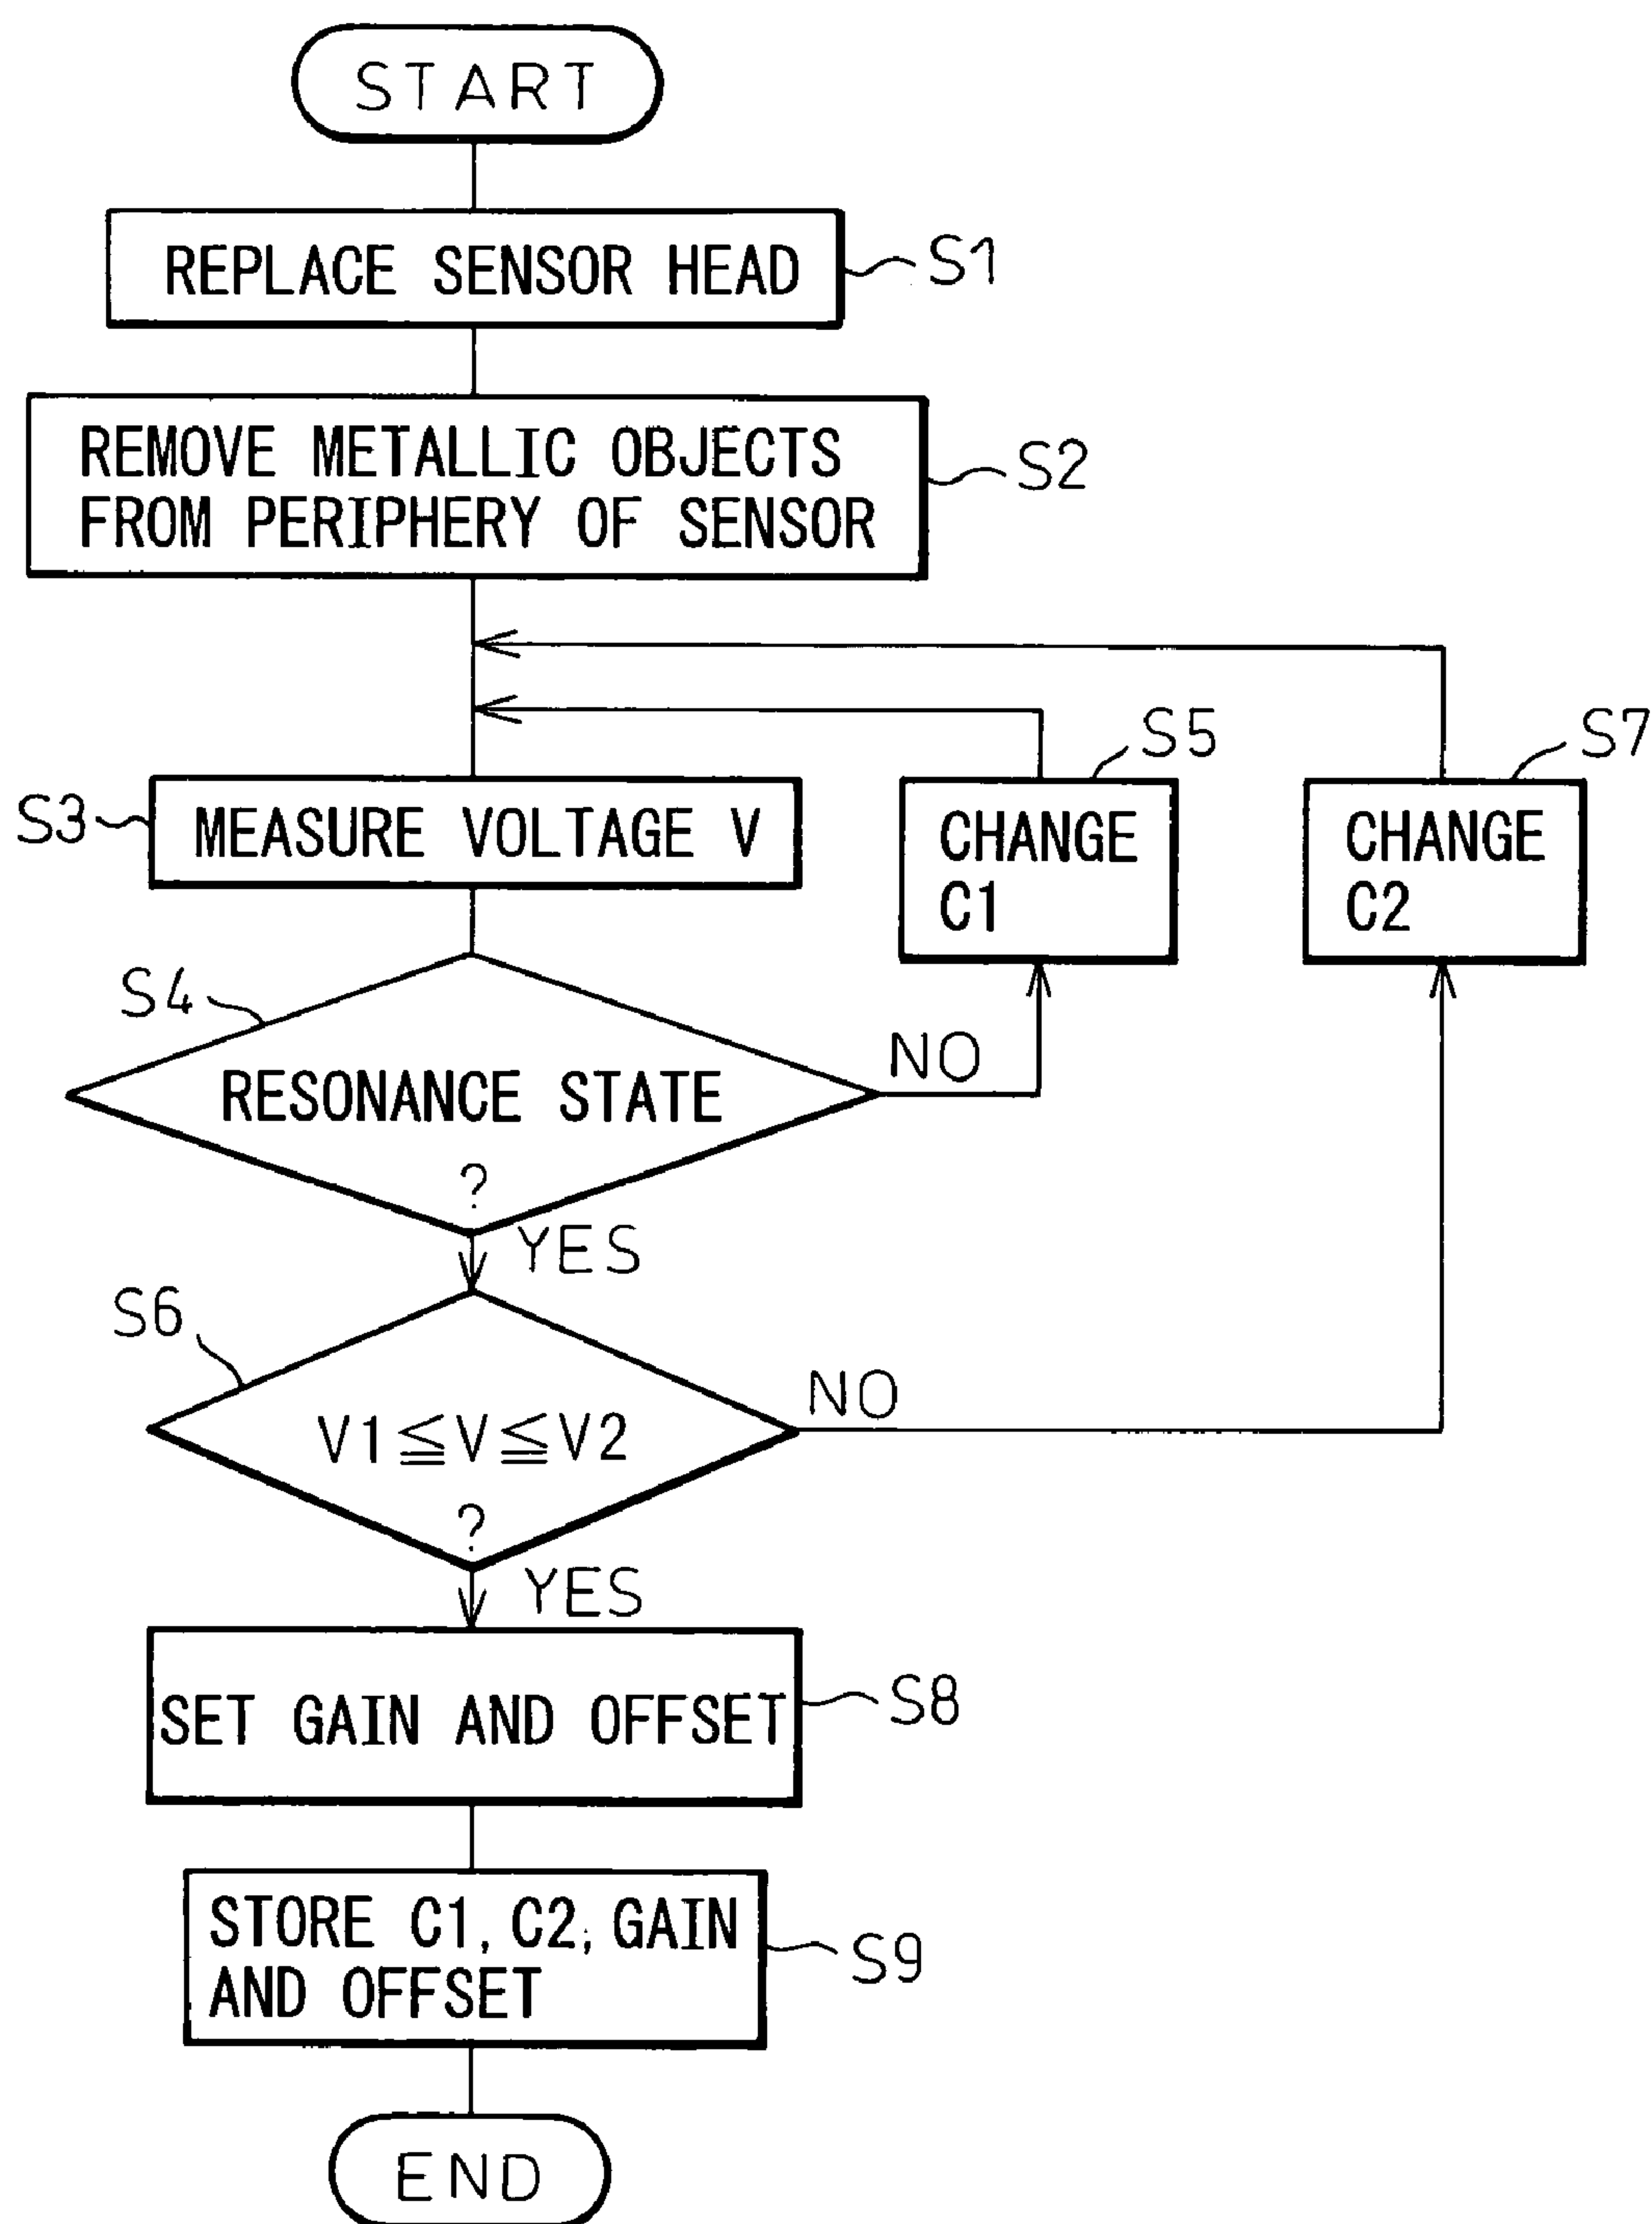 START
REPLACE SENSOR HEAD
S1
REMOVE METALLIC OBJECTS
FROM PERIPHERY OF SENSOR
S2
S3
MEASURE VOLTAGE V
CHANGE
C1
S5
CHANGE
C2
S7
S4
RESONANCE STATE
?
NO
YES
S6
V1≦V≦V2
?
NO
YES
SET GAIN AND OFFSET
S8
STORE C1, C2, GAIN
AND OFFSET
S9
END